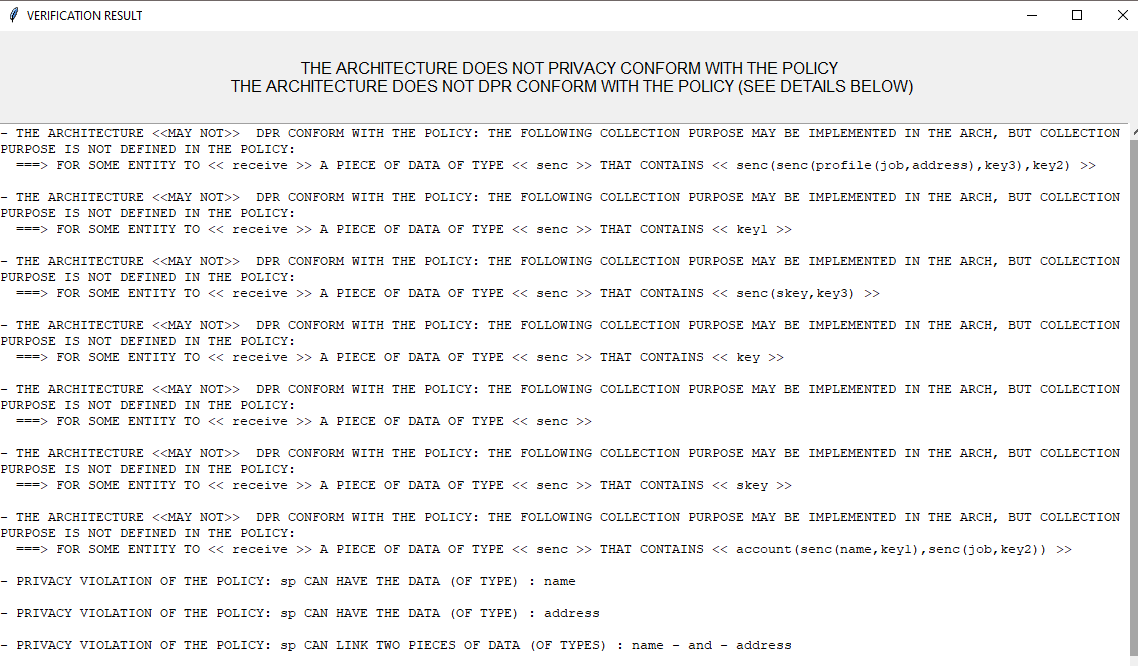 VERIFICATION RESULT
THE ARCHITECTURE DOES NOT PRIVACY CONFORM WITH THE POLICY
THE ARCHITECTURE DOES NOT DPR CONFORM WITH THE POLICY (SEE DETAILS BELOW)
- THE ARCHITECTURE <<MAY NOT>>  DPR CONFORM WITH THE POLICY: THE FOLLOWING COLLECTION PURPOSE MAY BE IMPLEMENTED IN THE ARCH, BUT COLLECTION
PURPOSE IS NOT DEFINED IN THE POLICY:
===> FOR SOME ENTITY TO << receive >> A PIECE OF DATA OF TYPE << senc >> THAT CONTAINS << senc(senc(profile(job,address),key3),key2) >>
- THE ARCHITECTURE <<MAY NOT>>  DPR CONFORM WITH THE POLICY: THE FOLLOWING COLLECTION PURPOSE MAY BE IMPLEMENTED IN THE ARCH, BUT COLLECTION
PURPOSE IS NOT DEFINED IN THE POLICY:
===> FOR SOME ENTITY TO << receive >> A PIECE OF DATA OF TYPE << senc >> THAT CONTAINS << key1 >>
- THE ARCHITECTURE <<MAY NOT>>  DPR CONFORM WITH THE POLICY: THE FOLLOWING COLLECTION PURPOSE MAY BE IMPLEMENTED IN THE ARCH, BUT COLLECTION
PURPOSE IS NOT DEFINED IN THE POLICY:
===> FOR SOME ENTITY TO << receive >> A PIECE OF DATA OF TYPE << senc >> THAT CONTAINS << senc(skey,key3) >>
- THE ARCHITECTURE <<MAY NOT>>  DPR CONFORM WITH THE POLICY: THE FOLLOWING COLLECTION PURPOSE MAY BE IMPLEMENTED IN THE ARCH, BUT COLLECTION
PURPOSE IS NOT DEFINED IN THE POLICY:
===> FOR SOME ENTITY TO << receive >> A PIECE OF DATA OF TYPE << senc >> THAT CONTAINS << key >>
- THE ARCHITECTURE <<MAY NOT>>  DPR CONFORM WITH THE POLICY: THE FOLLOWING COLLECTION PURPOSE MAY BE IMPLEMENTED IN THE ARCH, BUT COLLECTION
PURPOSE IS NOT DEFINED IN THE POLICY:
===> FOR SOME ENTITY TO << receive >> A PIECE OF DATA OF TYPE << senc >>
- THE ARCHITECTURE <<MAY NOT>>  DPR CONFORM WITH THE POLICY: THE FOLLOWING COLLECTION PURPOSE MAY BE IMPLEMENTED IN THE ARCH, BUT COLLECTION
PURPOSE IS NOT DEFINED IN THE POLICY:
===> FOR SOME ENTITY TO << receive >> A PIECE OF DATA OF TYPE << senc >> THAT CONTAINS << skey >>
- THE ARCHITECTURE <<MAY NOT>>  DPR CONFORM WITH THE POLICY: THE FOLLOWING COLLECTION PURPOSE MAY BE IMPLEMENTED IN THE ARCH, BUT COLLECTION
PURPOSE IS NOT DEFINED IN THE POLICY:
===> FOR SOME ENTITY TO << receive >> A PIECE OF DATA OF TYPE << senc >> THAT CONTAINS << account(senc(name,key1),senc(job,key2)) >>
- PRIVACY VIOLATION OF THE POLICY: sp CAN HAVE THE DATA (OF TYPE) : name
- PRIVACY VIOLATION OF THE POLICY: sp CAN HAVE THE DATA (OF TYPE) : address
- PRIVACY VIOLATION OF THE POLICY: sp CAN LINK TWO PIECES OF DATA (OF TYPES) : name - and - address